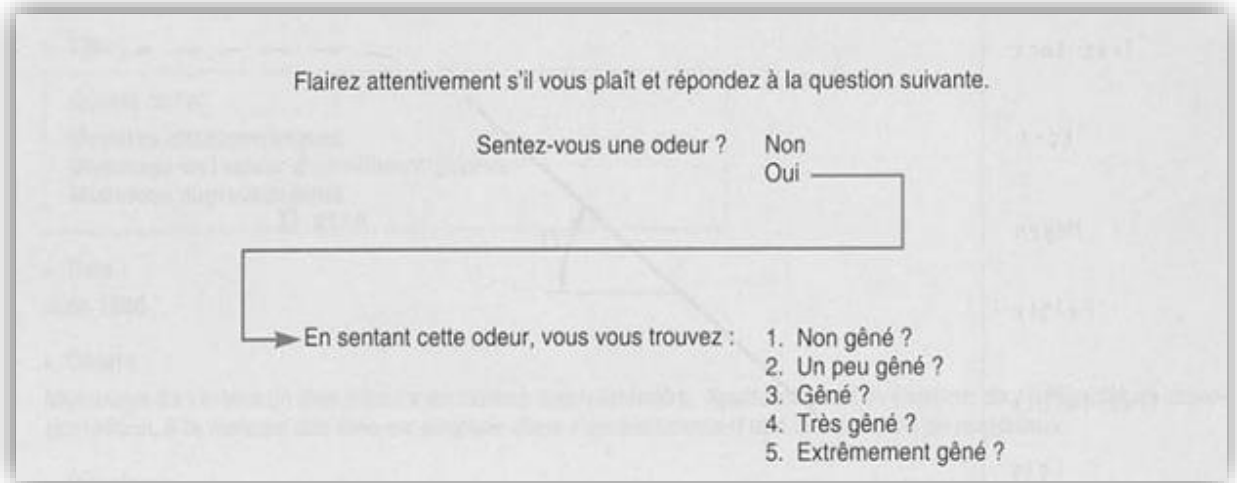 Flairez attentivement s'il vous plaît et répondez à la question suivante.
Sentez-vous une odeur ? Non
Oui
En sentant cette odeur, vous vous trouvez : 1. Non gêné ?
2. Un peu gêné ?
3. Gêné ?
4. Très gêné ?
5. Extrêmement gêné ?